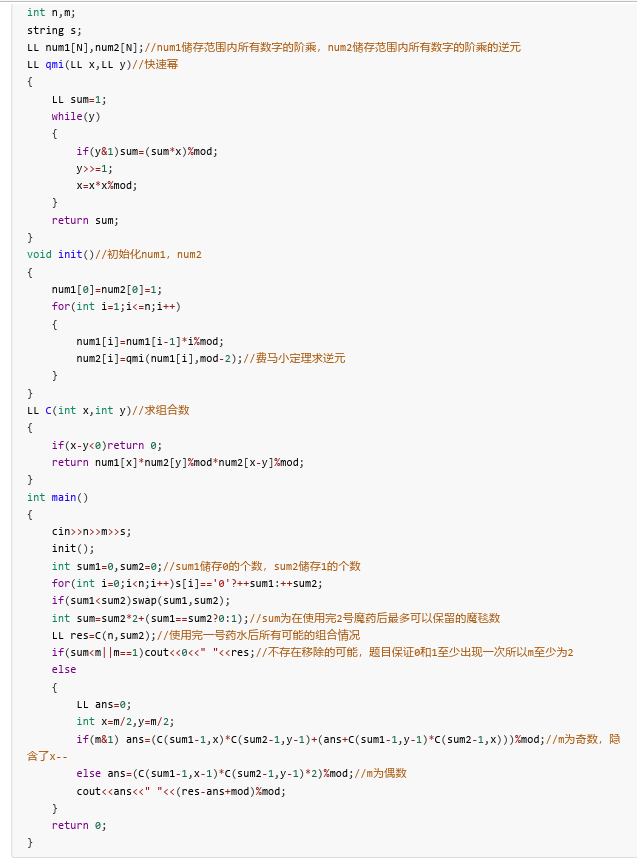 int n,m;
string s;
LL num1[N],num2[N];//num1储存范围内所有数字的阶乘，num2储存范围内所有数字的阶乘的逆元
LL qmi(LL x,LL y)//快速幂
{
    LL sum=1;
    while(y)
    {
        if(y&1)sum=(sum*x)%mod;
        y>>=1;
        x=x*x%mod;
    }
    return sum;
}
void init()//初始化num1，num2
{
    num1[0]=num2[0]=1;
    for(int i=1;i<=n;i++)
    {
        num1[i]=num1[i-1]*i%mod;
        num2[i]=qmi(num1[i],mod-2);//费马小定理求逆元
    }
}
LL C(int x,int y)//求组合数
{
    if(x-y<0)return 0;
    return num1[x]*num2[y]%mod*num2[x-y]%mod;
}
int main()
{
    cin>>n>>m>>s;
    init();
    int sum1=0,sum2=0;//sum1储存0的个数，sum2储存1的个数
    for(int i=0;i<n;i++)s[i]=='0'?++sum1:++sum2;
    if(sum1<sum2)swap(sum1,sum2);
    int sum=sum2*2+(sum1==sum2?0:1);//sum为在使用完2号魔药后最多可以保留的魔毯数
    LL res=C(n,sum2);//使用完一号药水后所有可能的组合情况
    if(sum<m||m==1)cout<<0<<" "<<res;//不存在移除的可能，题目保证0和1至少出现一次所以m至少为2
    else
    {
        LL ans=0;
        int x=m/2,y=m/2;
        if(m&1) ans=(C(sum1-1,x)*C(sum2-1,y-1)+(ans+C(sum1-1,y-1)*C(sum2-1,x)))%mod;//m为奇数，隐
含了x--
        else ans=(C(sum1-1,x-1)*C(sum2-1,y-1)*2)%mod;//m为偶数
        cout<<ans<<" "<<(res-ans+mod)%mod;
    }
    return 0;
}